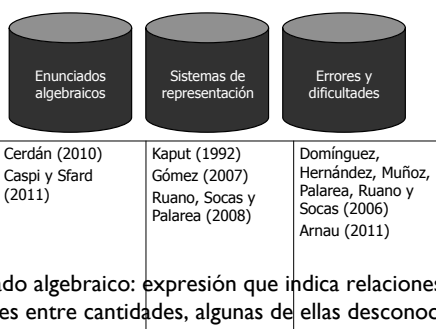 Enunciados
algebraicos
Sistemas de
representación
Errores y
dificultades
Cerdán (2010)
Caspi y Sfard
(2011)
Kaput (1992)
Gómez (2007)
Ruano, Socas y
Palarea (2008)
Domínguez,
Hernández, Muñoz,
Palarea, Ruano y
Socas (2006)
Arnau (2011)
ado algebraico: expresión que indica relaciones
es entre cantidades, algunas de ellas desconoc